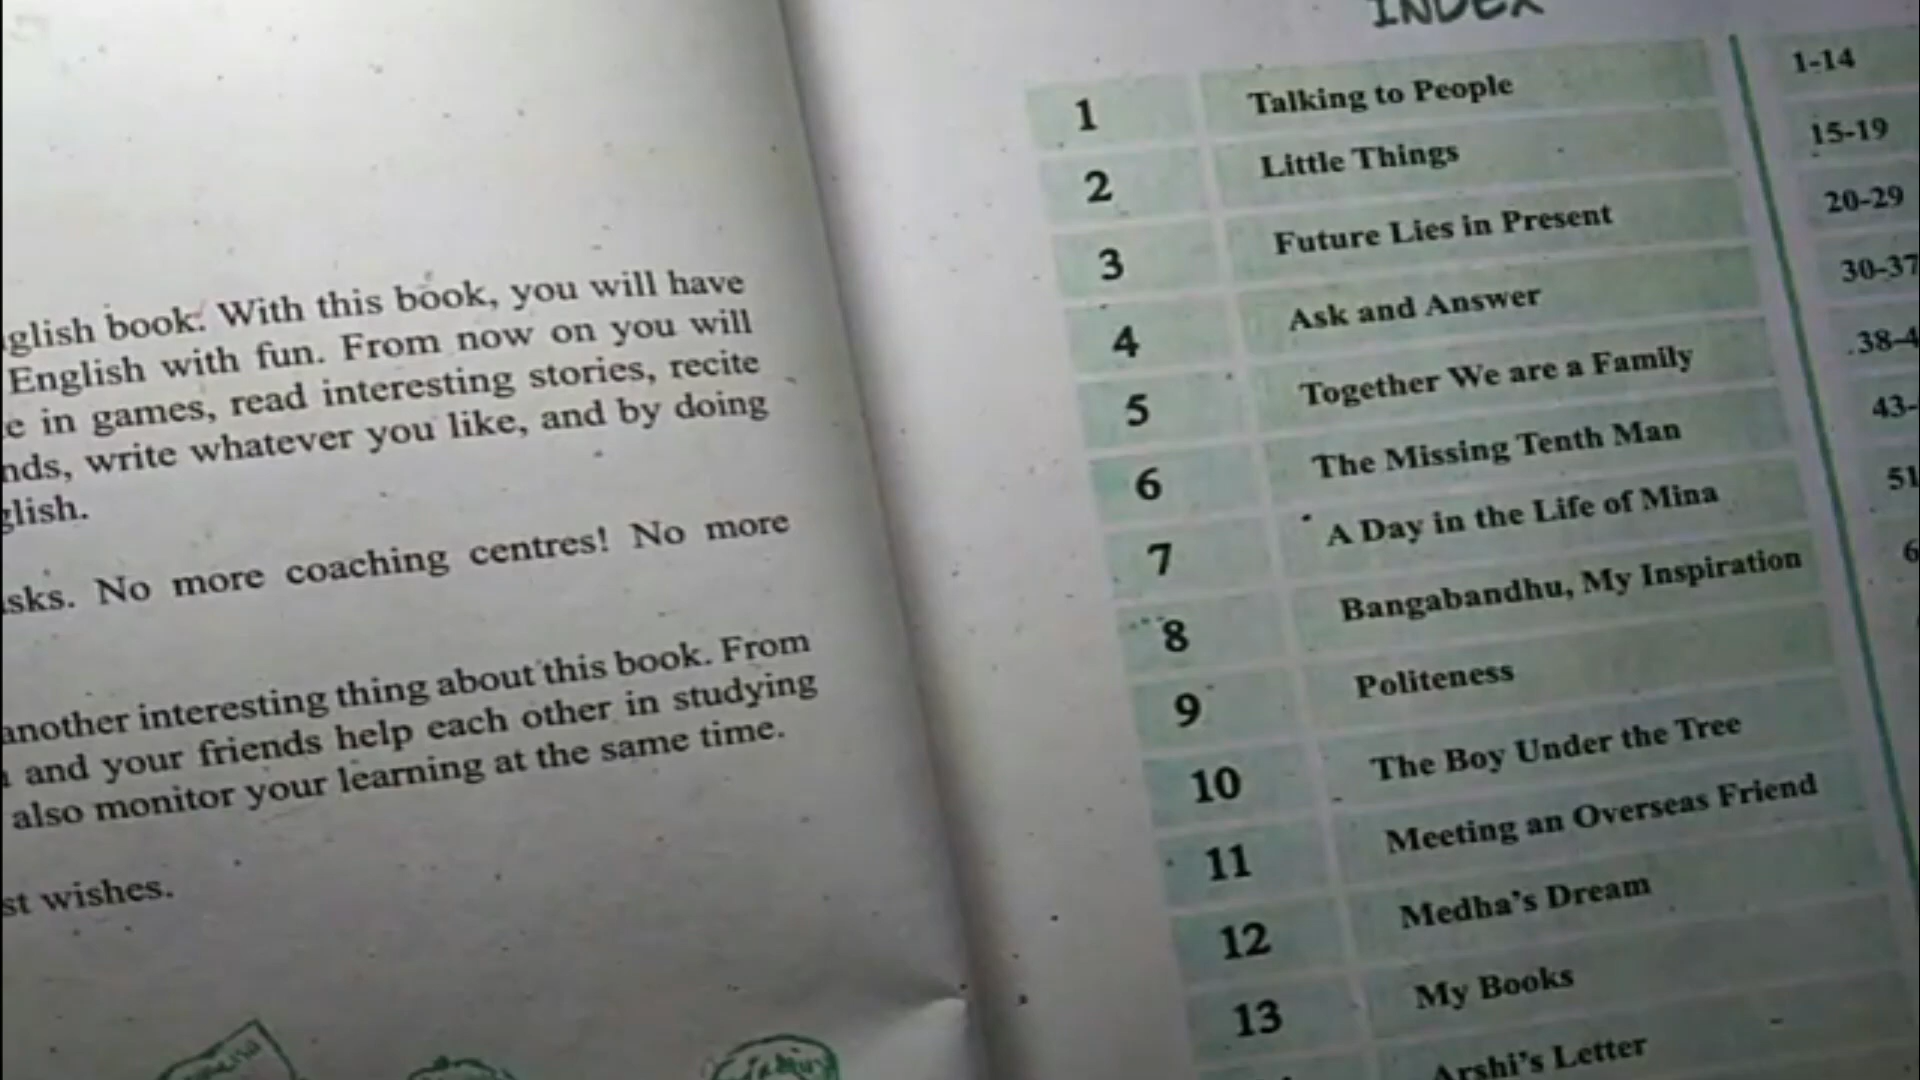 glish book. With this book, you will have
English with fun. From now on you will
e in games, read interesting stories, recite
nds, write whatever you like, and by doing
glish.
sks. No more coaching centres! No more
another interesting thing about this book. From
and your friends help each other in studying
also monitor your learning at the same time.
st wishes.
INDEX
1 Talking to People 1-14
2 Little Things 15-19
3 Future Lies in Present 20-29
4 Ask and Answer 30-37
5 Together We are a Family 38-4
6 The Missing Tenth Man 43-
7 A Day in the Life of Mina 51
8 Bangabandhu, My Inspiration 6
9 Politeness
10 The Boy Under the Tree
11 Meeting an Overseas Friend
12 Medha's Dream
13 My Books
Arshi's Letter